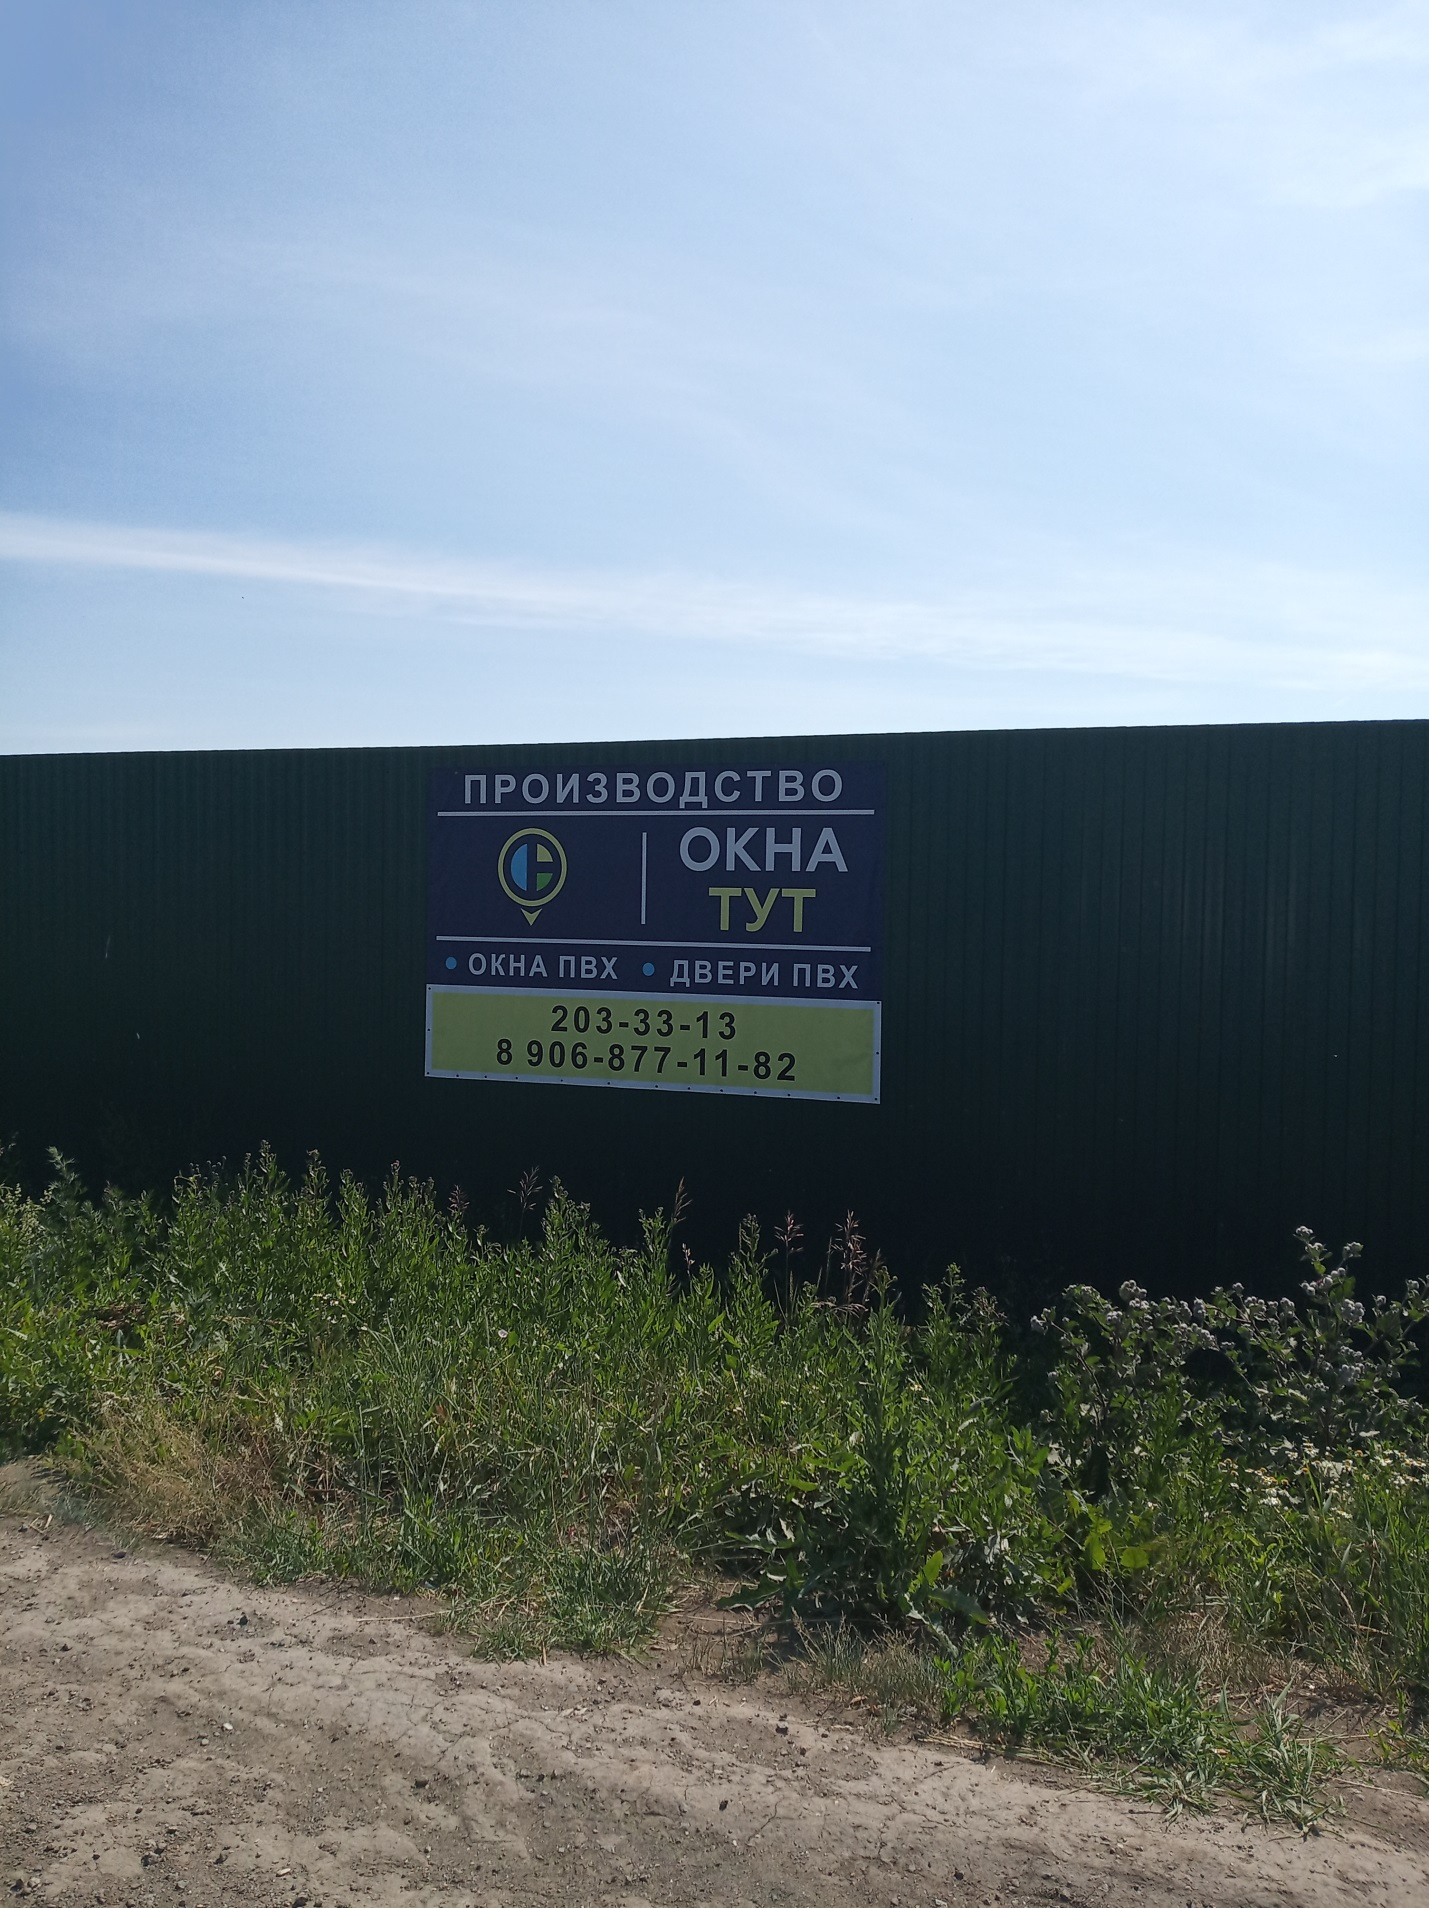 ПРОИЗВОДСТВО
ОКНА
ТУТ
• ОКНА ПВХ • ДВЕРИ ПВХ
203-33-13
8 906-877-11-82